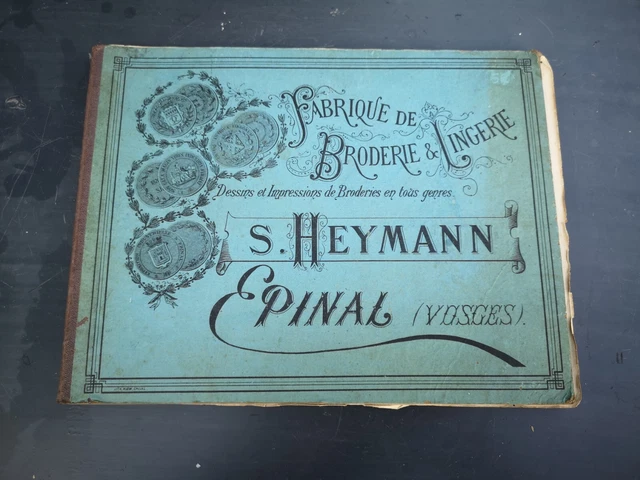 FABRIQUE DE
BRODERIE & LINGERIE
Dessins et Impressions de Broderies en tous genres.
S. HEYMANN
EPINAL (VOSGES).